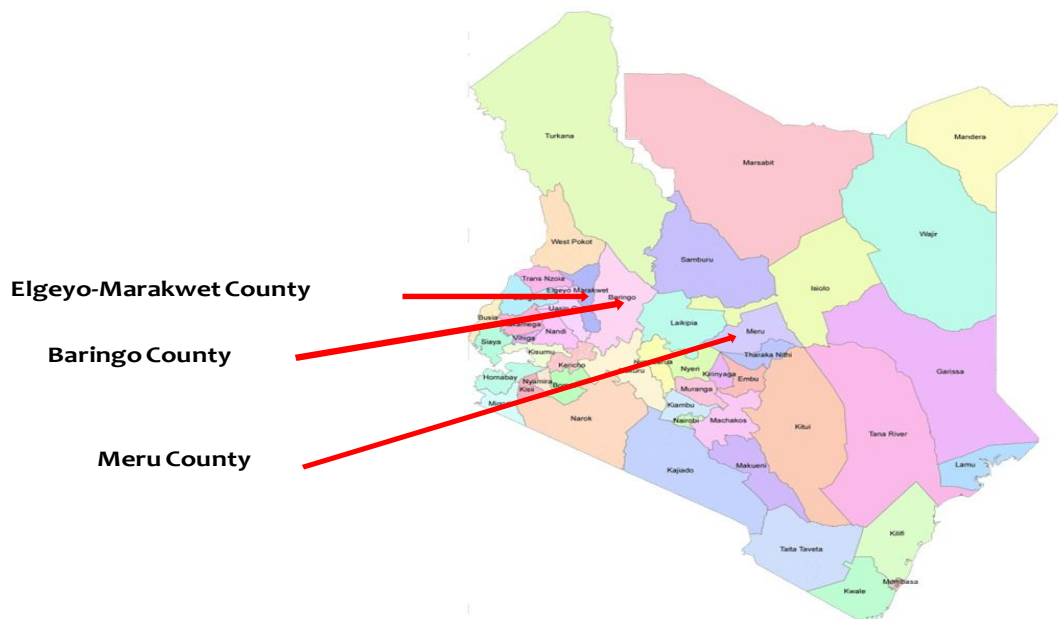 Elgeyo-Marakwet County
Baringo County
Meru County
Turkana
Marsabit
Mandera
Wajir
West Pokot
Samburu
Isiolo
Trans Nzoia
Elgeyo Marakwet
Baringo
Busia
Nandi
Laikipia
Meru
Siaya
Vihiga
Tharaka Nithi
Kisumu
Kericho
Nyeri
Kirinyaga
Embu
Garissa
Homabay
Nyamira
Kisii
Muranga
Narok
Kiambu
Nairobi
Machakos
Kitui
Tana River
Kajiado
Makueni
Lamu
Taita Taveta
Kilifi
Mombasa
Kwale